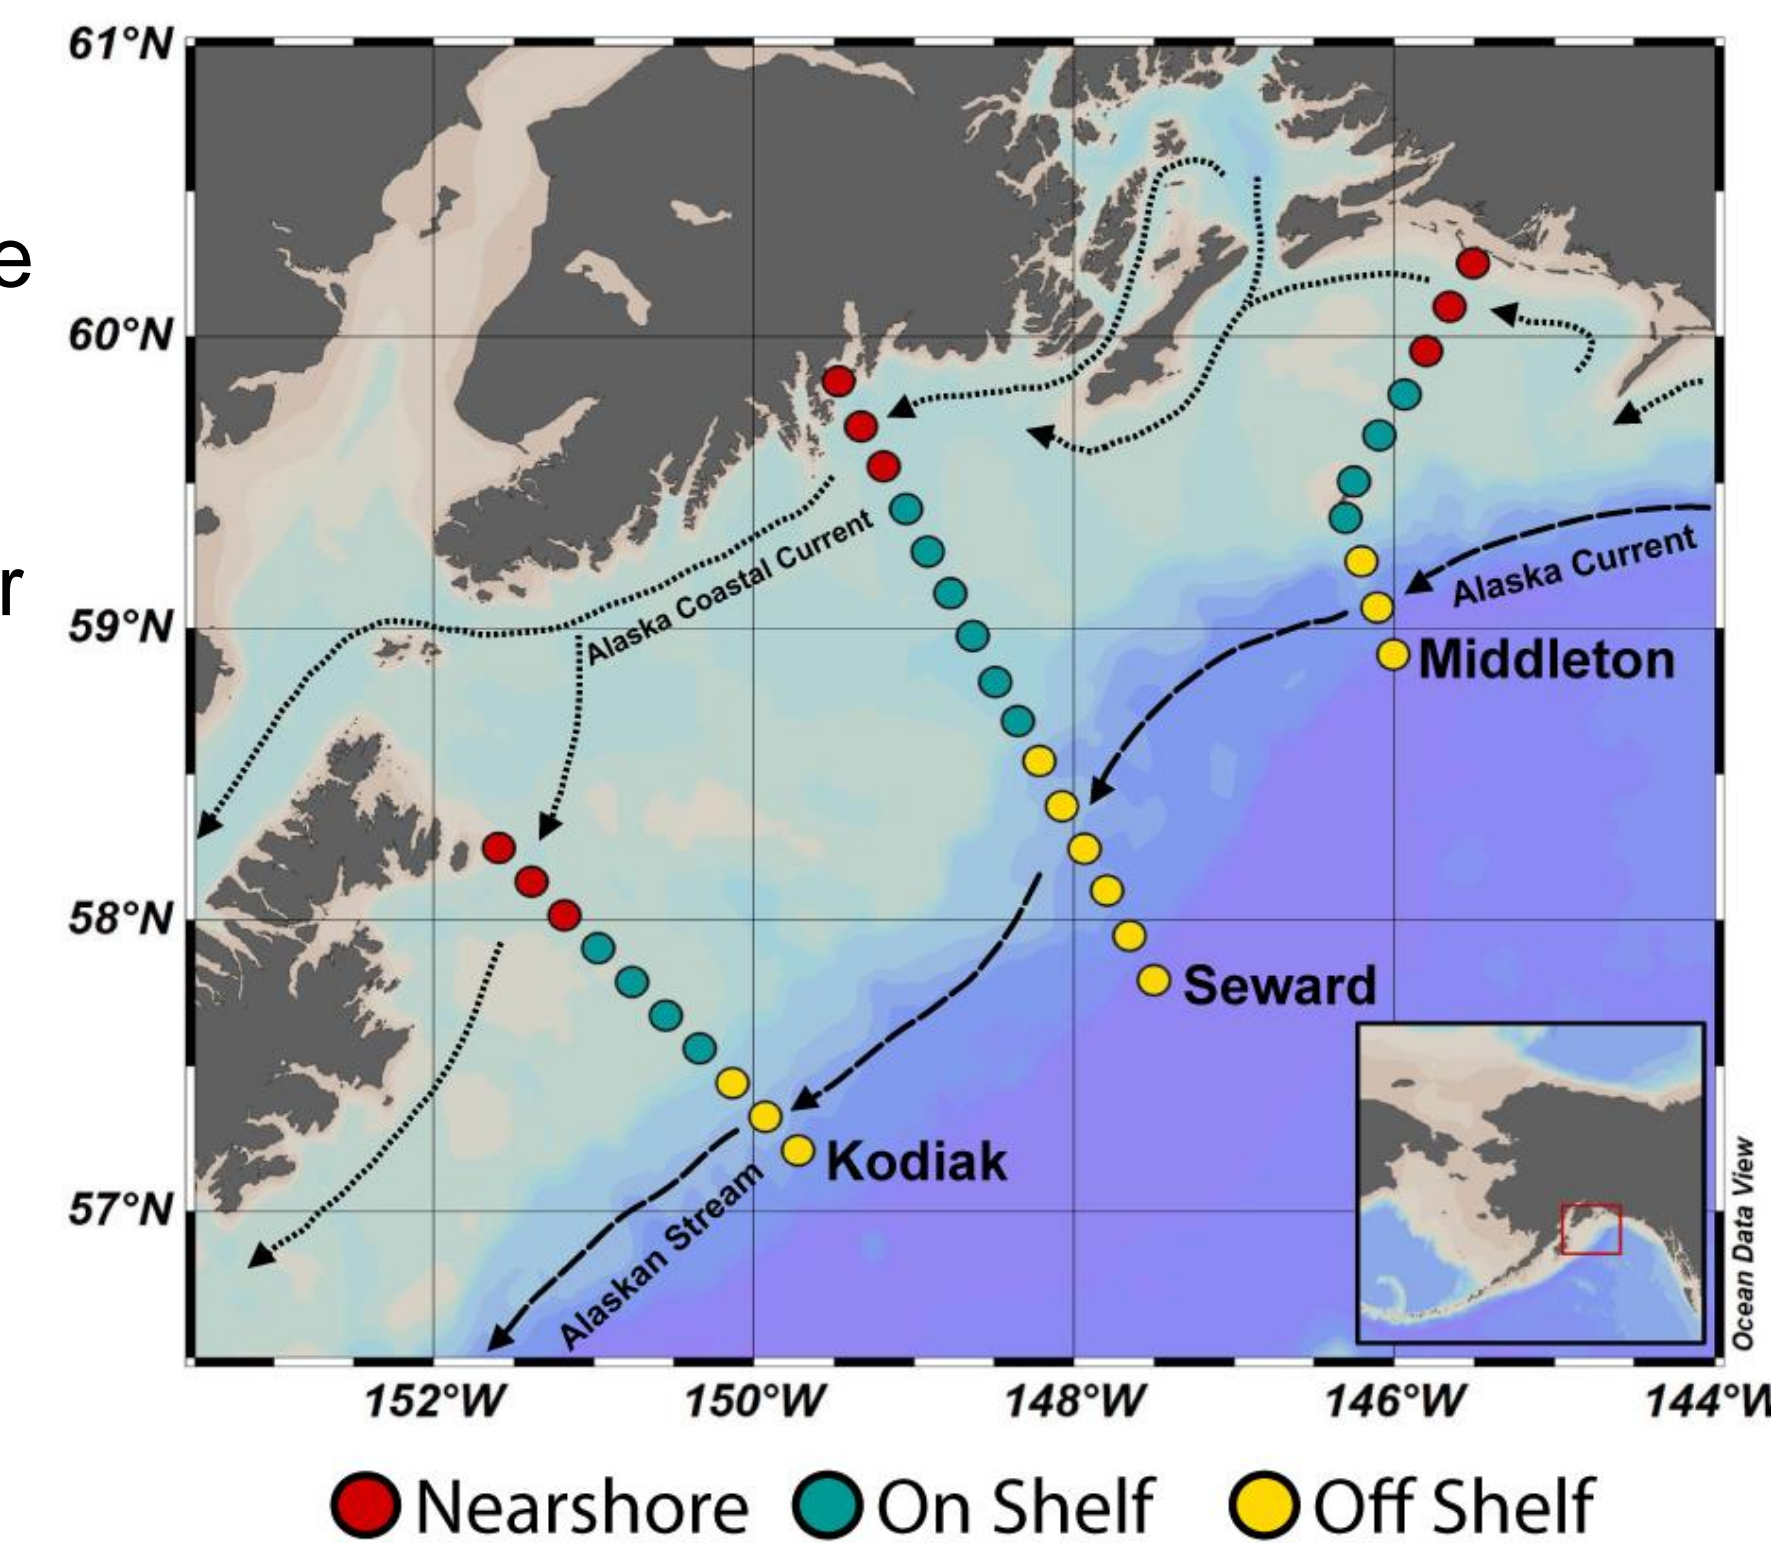 61°N
e
60°N
r
Alaska Coastal Current
Alaska Current
59°N
Middleton
58°N
Seward
Kodiak
57°N
Alaskan Stream
Ocean Data View
152°W
150°W
148°W
146°W
144°W
Nearshore
On Shelf
Off Shelf